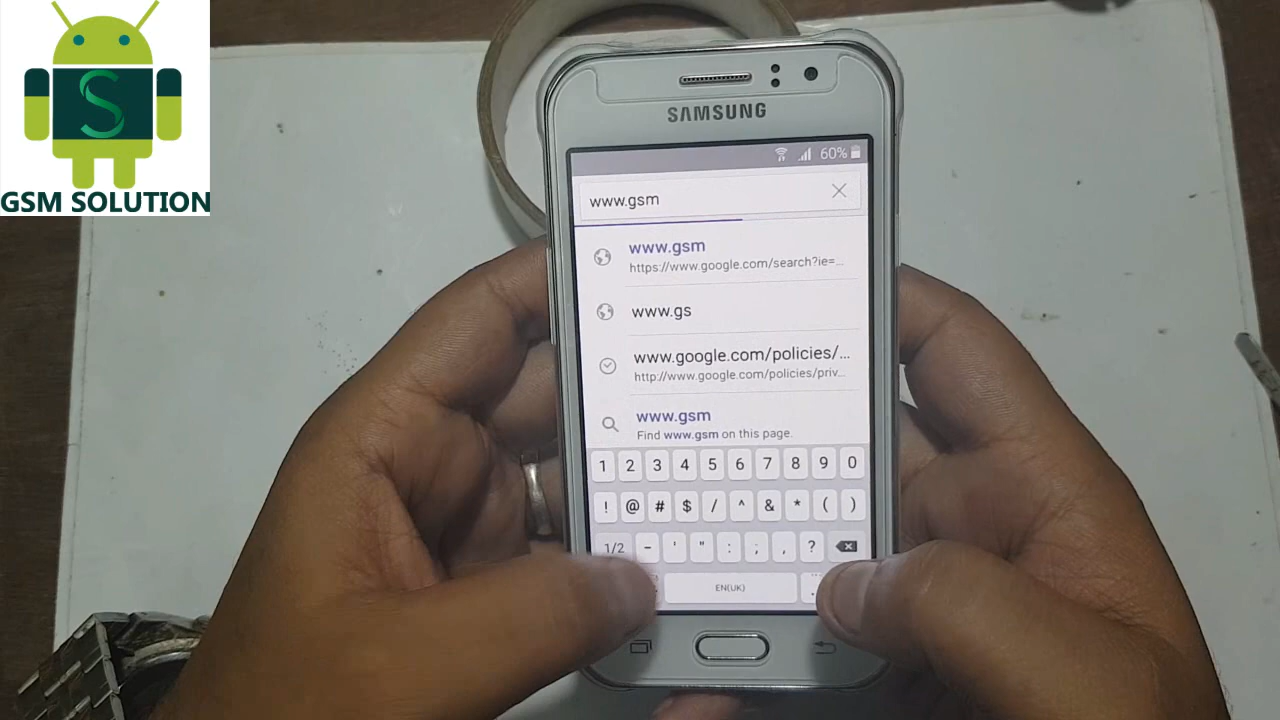 GSM SOLUTION
SAMSUNG
60%
www.gsm
www.gsm
https://www.google.com/search?ie=...
www.gs
www.google.com/policies/...
http://www.google.com/policies/priv...
www.gsm
Find www.gsm on this page.
1 2 3 4 5 6 7 8 9 0
! @ # $ / ^ & * ( )
1/2 - ' " : ; , ?
EN(UK)